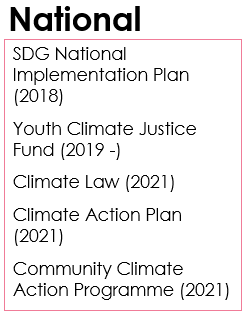 National
SDG National
Implementation Plan
(2018)
Youth Climate Justice
Fund (2019 -)
Climate Law (2021)
Climate Action Plan
(2021)
Community Climate
Action Programme (2021)